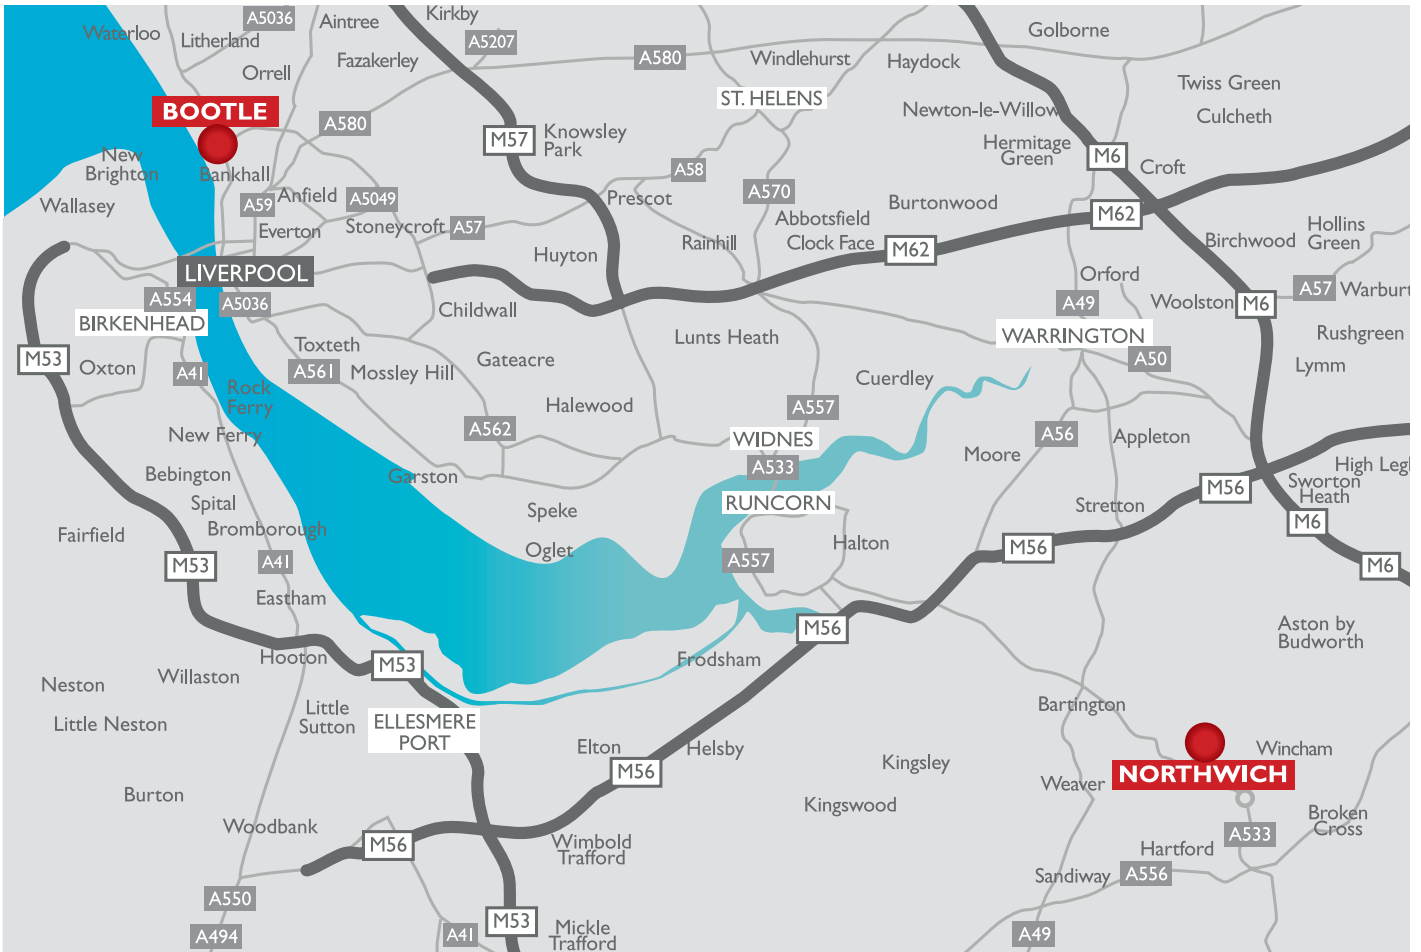 Kirkby
A5036
Aintree
Waterloo
Litherland
A5207
Golborne
Fazakerley
A580
Windlehurst
Haydock
Orrell
Twiss Green
ST. HELENS
BOOTLE
Newton-le-Willow
Culcheth
A580
M57
Knowsley
Park
Hermitage
Green
M6
Croft
New
Brighton
Bankhall
A58
A570
Wallasey
A59
Anfield
A5049
Prescot
Burtonwood
Abbotsfield
M62
Everton
Stoneycroft
A57
Rainhill
Clock Face
M62
Birchwood
Hollins
Green
Huyton
LIVERPOOL
Orford
A57
Warburt
A554
A5036
A49
Woolston
M6
BIRKENHEAD
Childwall
Lunts Heath
WARRINGTON
Rushgreen
Toxteth
M53
Oxton
A41
A561
Mossley Hill
Gateacre
A50
Lymm
Rock
Ferry
Cuerdley
Halewood
A557
New Ferry
A562
WIDNES
A56
Appleton
Bebington
Garston
A533
Moore
High Legh
Spital
RUNCORN
M56
Sworton
Heath
Speke
Stretton
Fairfield
Bromborough
M6
Oglet
Halton
M56
M53
A41
A557
M6
Eastham
M56
Aston by
Budworth
Hooton
M53
Frodsham
Willaston
Neston
Little
Sutton
Bartington
Little Neston
ELLESMERE
PORT
Elton
Helsby
Wincham
Kingsley
M56
NORTHWICH
Weaver
Burton
Kingswood
Broken
Cross
Woodbank
A533
M56
Wimbold
Trafford
Hartford
Sandiway
A556
A550
M53
Mickle
Trafford
A494
A41
A49